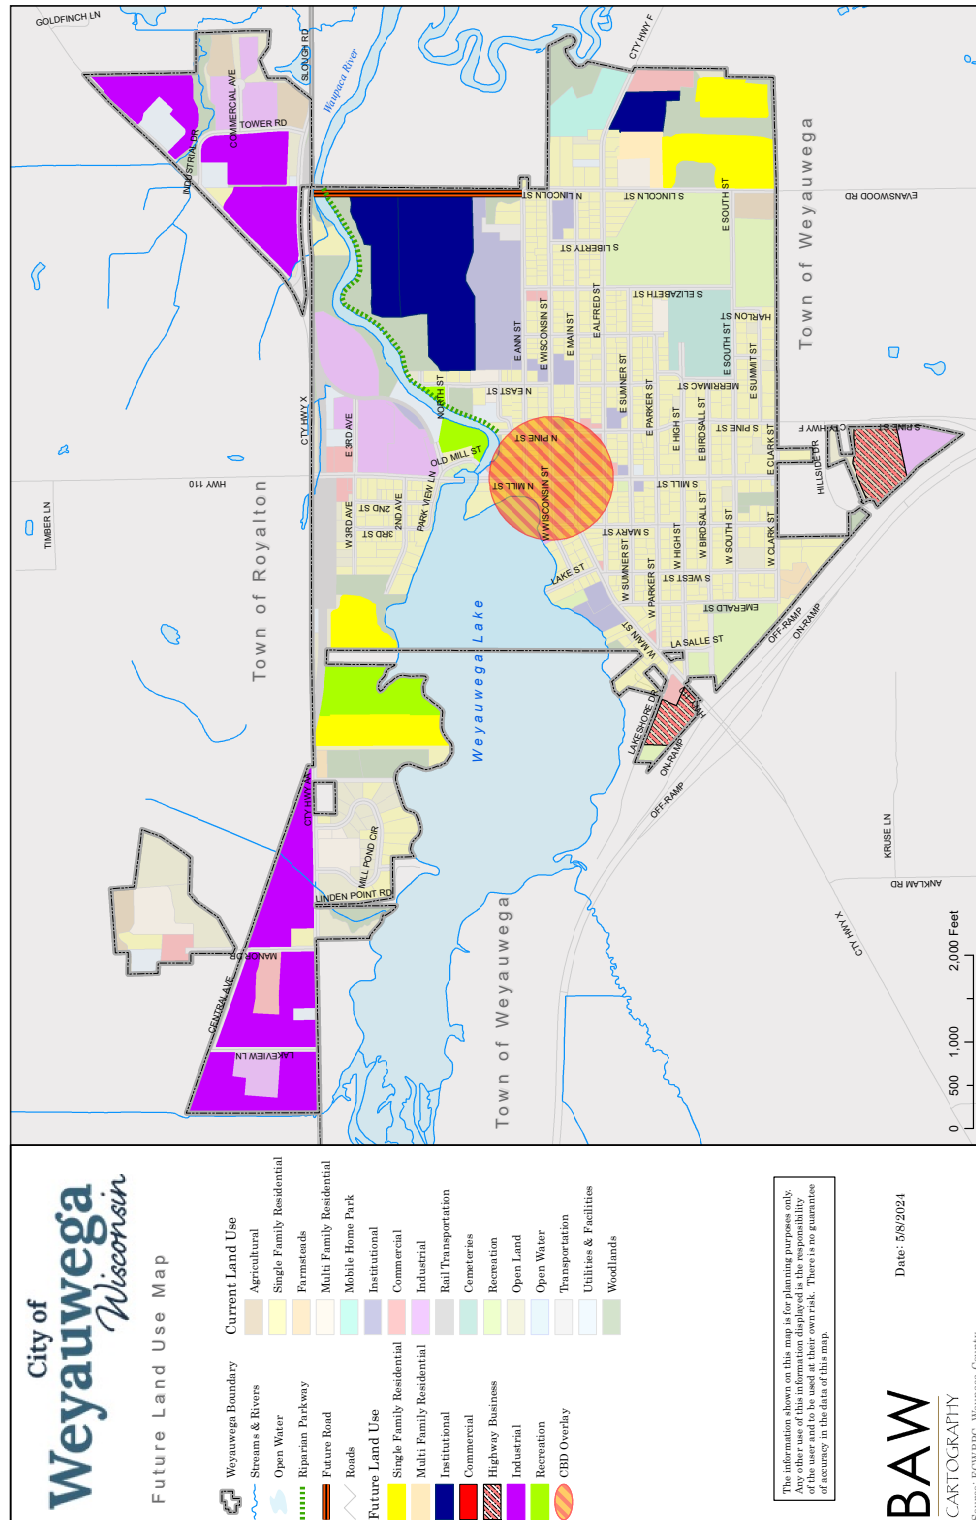 City of
Weyauwega
Wisconsin
Future Land Use Map
Weyauwega Boundary
Streams & Rivers
Open Water
Riparian Parkway
Future Road
Roads
Future Land Use
Single Family Residential
Multi Family Residential
Institutional
Commercial
Highway Business
Industrial
Recreation
CBD Overlay
Current Land Use
Agricultural
Single Family Residential
Farmsteads
Multi Family Residential
Mobile Home Park
Institutional
Commercial
Industrial
Rail Transportation
Cemeteries
Recreation
Open Land
Open Water
Transportation
Utilities & Facilities
Woodlands
The information shown on this map is for planning purposes only.
Any other use of this information displayed is the responsibility
of the user and to be used at their own risk. There is no guarantee
of accuracy in the data of this map.
Date: 5/8/2024
BAW
CARTOGRAPHY
0 500 1,000 2,000 Feet
Town of Royalton
Town of Weyauwega
Town of Weyauwega
Weyauwega Lake
Waupaca River
GOLDFINCH LN
SLOUGH RD
COMMERCIAL AVE
TOWER RD
INDUSTRIAL DR
CTY HWY X
HWY 110
TIMBER LN
E 3RD AVE
W 3RD AVE
2ND ST
3RD ST
2ND AVE
PARK VIEW LN
OLD MILL ST
NORTH ST
CENTRAL AVE
MANOR DR
LAKEVIEW LN
LINDEN POINT RD
MILL POND CIR
CTY HWY F
EVANSWOOD RD
N LINCOLN ST
S LINCOLN ST
E SOUTH ST
S LIBERTY ST
S ELIZABETH ST
HARLON ST
E ANN ST
E WISCONSIN ST
E MAIN ST
E ALFRED ST
E SUMNER ST
E PARKER ST
E HIGH ST
E BIRDSALL ST
E SOUTH ST
E SUMMIT ST
MERRIMAC ST
N EAST ST
N PINE ST
S PINE ST
E CLARK ST
CTY HWY F
S PINE ST
HILLSIDE DR
N MILL ST
S MILL ST
W WISCONSIN ST
S MARY ST
W SUMNER ST
W PARKER ST
W HIGH ST
W BIRDSALL ST
W SOUTH ST
W CLARK ST
S WEST ST
LAKE ST
EMERALD ST
W MAIN ST
LA SALLE ST
LAKESHORE DR
OFF-RAMP
ON-RAMP
ON-RAMP
OFF-RAMP
KRUSE LN
ANKLAM RD
CTY HWY X